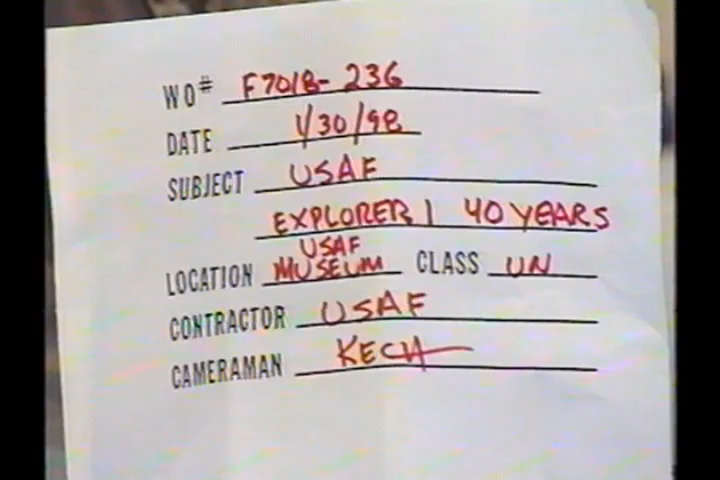 WO# F7018-236
DATE 1/30/98
SUBJECT USAF
EXPLORER 1 40 YEARS
USAF
LOCATION MUSEUM CLASS UN
CONTRACTOR USAF
CAMERAMAN KECH